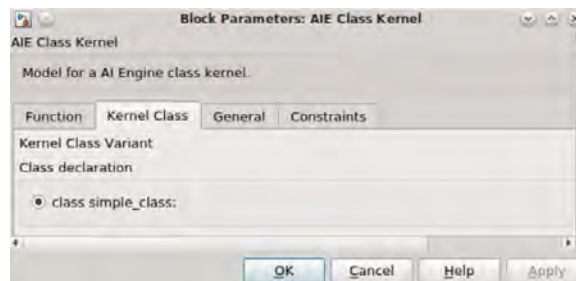 Block Parameters: AIE Class Kernel
AIE Class Kernel
Model for a AI Engine class kernel.
Function Kernel Class General Constraints
Kernel Class Variant
Class declaration
class simple_class;
OK Cancel Help Apply